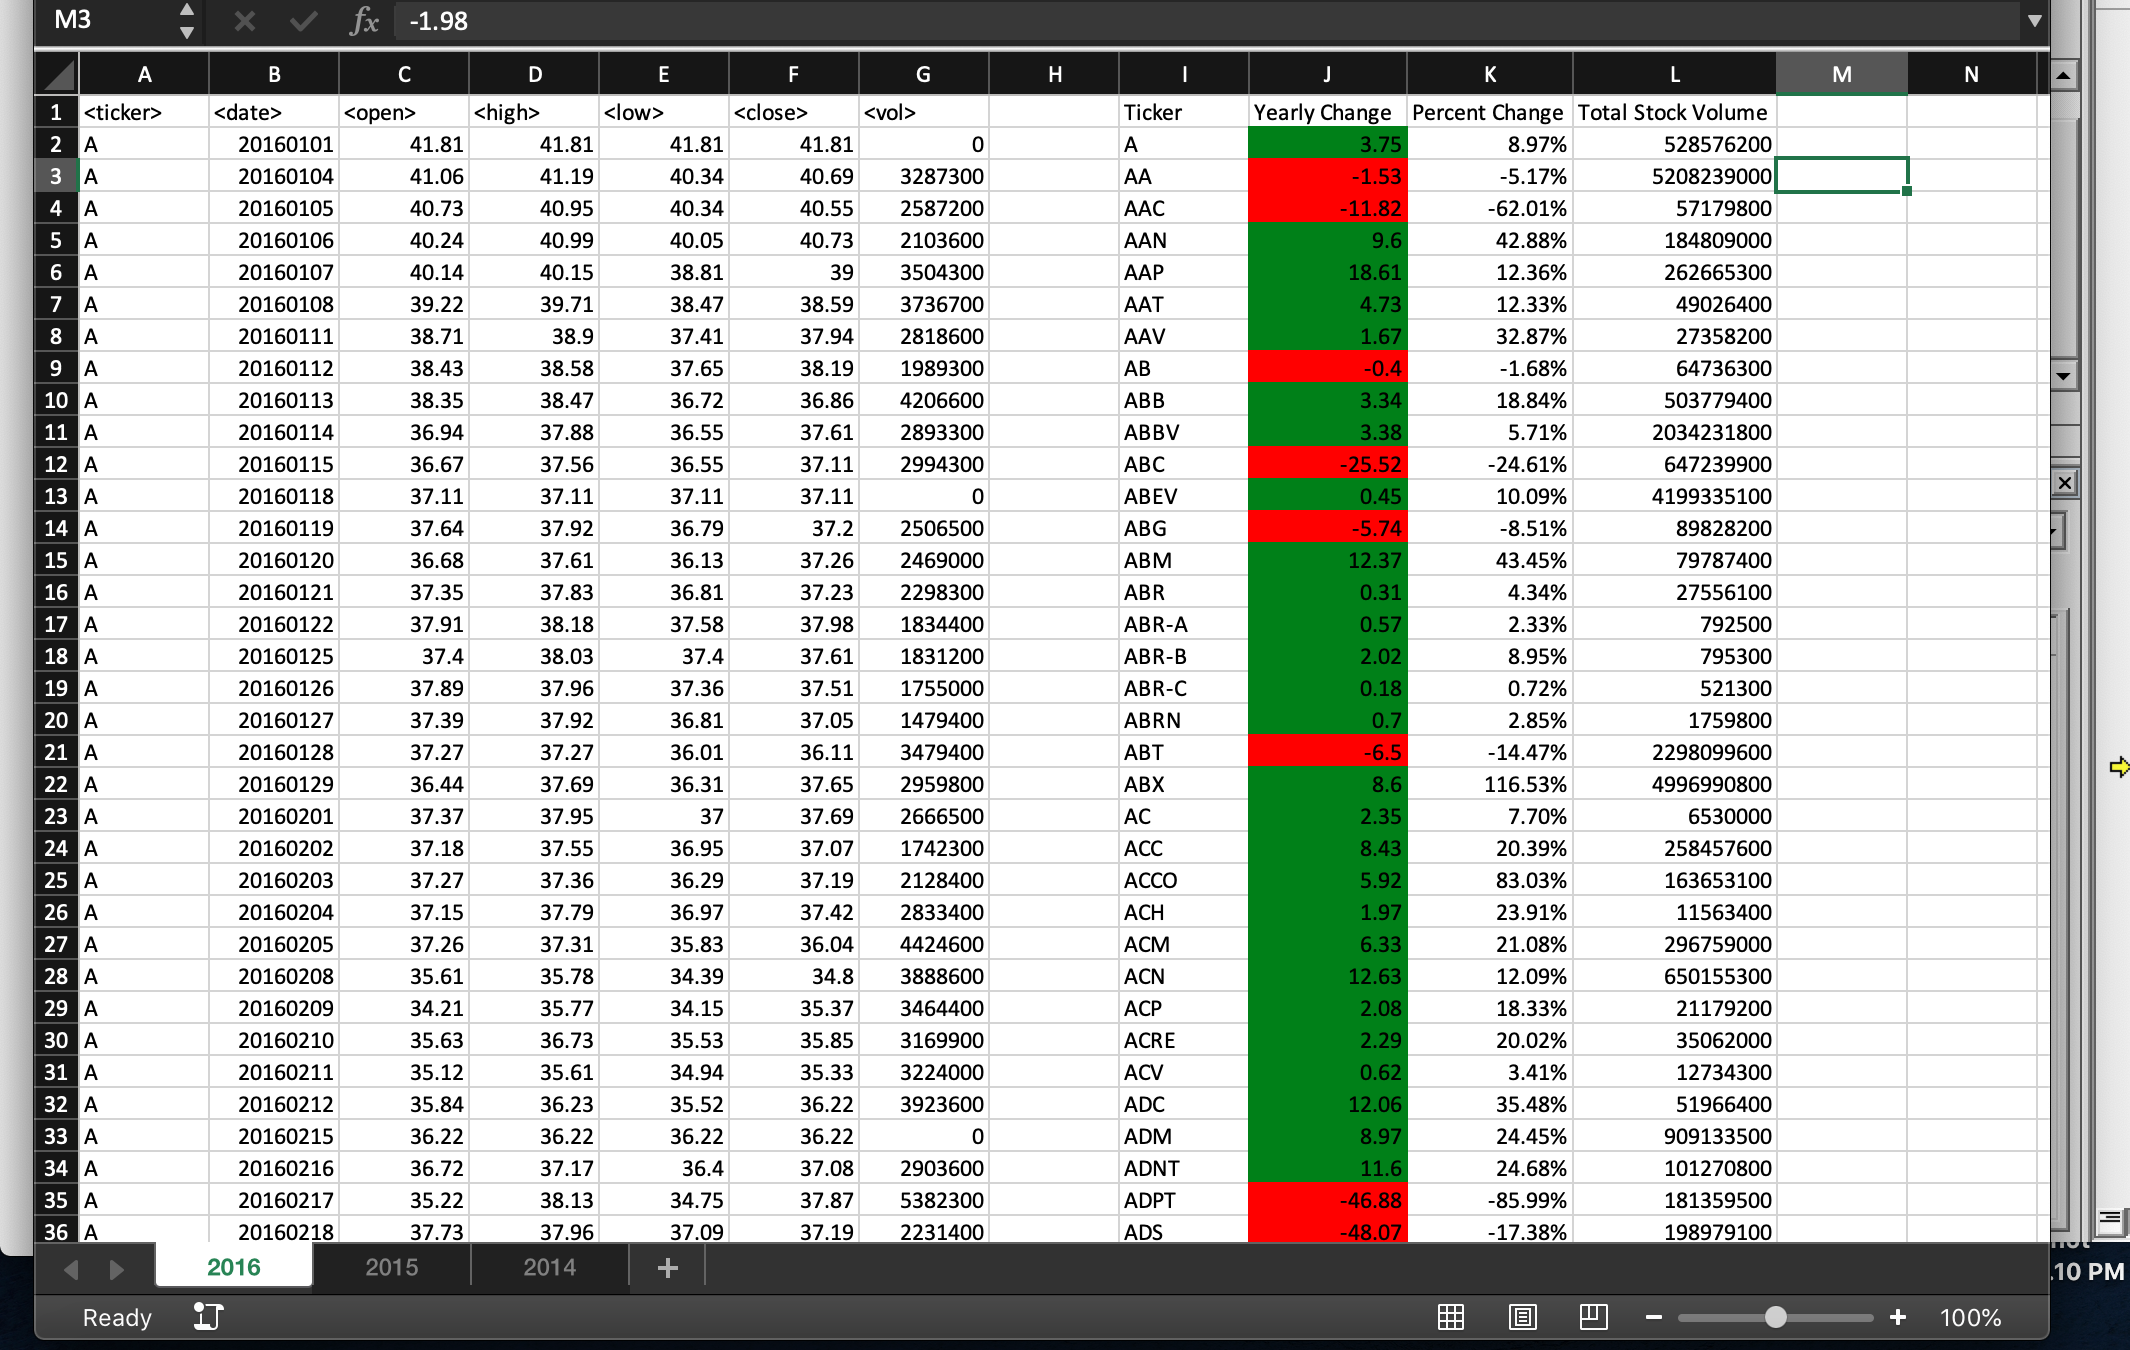 M3 fx -1.98
A B C D E F G H I J K L M N
1 <ticker> <date> <open> <high> <low> <close> <vol> Ticker Yearly Change Percent Change Total Stock Volume
2 A 20160101 41.81 41.81 41.81 41.81 0 A 3.75 8.97% 528576200
3 A 20160104 41.06 41.19 40.34 40.69 3287300 AA -1.53 -5.17% 5208239000
4 A 20160105 40.73 40.95 40.34 40.55 2587200 AAC -11.82 -62.01% 57179800
5 A 20160106 40.24 40.99 40.05 40.73 2103600 AAN 9.6 42.88% 184809000
6 A 20160107 40.14 40.15 38.81 39 3504300 AAP 18.61 12.36% 262665300
7 A 20160108 39.22 39.71 38.47 38.59 3736700 AAT 4.73 12.33% 49026400
8 A 20160111 38.71 38.9 37.41 37.94 2818600 AAV 1.67 32.87% 27358200
9 A 20160112 38.43 38.58 37.65 38.19 1989300 AB -0.4 -1.68% 64736300
10 A 20160113 38.35 38.47 36.72 36.86 4206600 ABB 3.34 18.84% 503779400
11 A 20160114 36.94 37.88 36.55 37.61 2893300 ABBV 3.38 5.71% 2034231800
12 A 20160115 36.67 37.56 36.55 37.11 2994300 ABC -25.52 -24.61% 647239900
13 A 20160118 37.11 37.11 37.11 37.11 0 ABEV 0.45 10.09% 4199335100
14 A 20160119 37.64 37.92 36.79 37.2 2506500 ABG -5.74 -8.51% 89828200
15 A 20160120 36.68 37.61 36.13 37.26 2469000 ABM 12.37 43.45% 79787400
16 A 20160121 37.35 37.83 36.81 37.23 2298300 ABR 0.31 4.34% 27556100
17 A 20160122 37.91 38.18 37.58 37.98 1834400 ABR-A 0.57 2.33% 792500
18 A 20160125 37.4 38.03 37.4 37.61 1831200 ABR-B 2.02 8.95% 795300
19 A 20160126 37.89 37.96 37.36 37.51 1755000 ABR-C 0.18 0.72% 521300
20 A 20160127 37.39 37.92 36.81 37.05 1479400 ABRN 0.7 2.85% 1759800
21 A 20160128 37.27 37.27 36.01 36.11 3479400 ABT -6.5 -14.47% 2298099600
22 A 20160129 36.44 37.69 36.31 37.65 2959800 ABX 8.6 116.53% 4996990800
23 A 20160201 37.37 37.95 37 37.69 2666500 AC 2.35 7.70% 6530000
24 A 20160202 37.18 37.55 36.95 37.07 1742300 ACC 8.43 20.39% 258457600
25 A 20160203 37.27 37.36 36.29 37.19 2128400 ACCO 5.92 83.03% 163653100
26 A 20160204 37.15 37.79 36.97 37.42 2833400 ACH 1.97 23.91% 11563400
27 A 20160205 37.26 37.31 35.83 36.04 4424600 ACM 6.33 21.08% 296759000
28 A 20160208 35.61 35.78 34.39 34.8 3888600 ACN 12.63 12.09% 650155300
29 A 20160209 34.21 35.77 34.15 35.37 3464400 ACP 2.08 18.33% 21179200
30 A 20160210 35.63 36.73 35.53 35.85 3169900 ACRE 2.29 20.02% 35062000
31 A 20160211 35.12 35.61 34.94 35.33 3224000 ACV 0.62 3.41% 12734300
32 A 20160212 35.84 36.23 35.52 36.22 3923600 ADC 12.06 35.48% 51966400
33 A 20160215 36.22 36.22 36.22 36.22 0 ADM 8.97 24.45% 909133500
34 A 20160216 36.72 37.17 36.4 37.08 2903600 ADNT 11.6 24.68% 101270800
35 A 20160217 35.22 38.13 34.75 37.87 5382300 ADPT -46.88 -85.99% 181359500
36 A 20160218 37.73 37.96 37.09 37.19 2231400 ADS -48.07 -17.38% 198979100
2016 2015 2014 +
.10 PM
Ready 100%